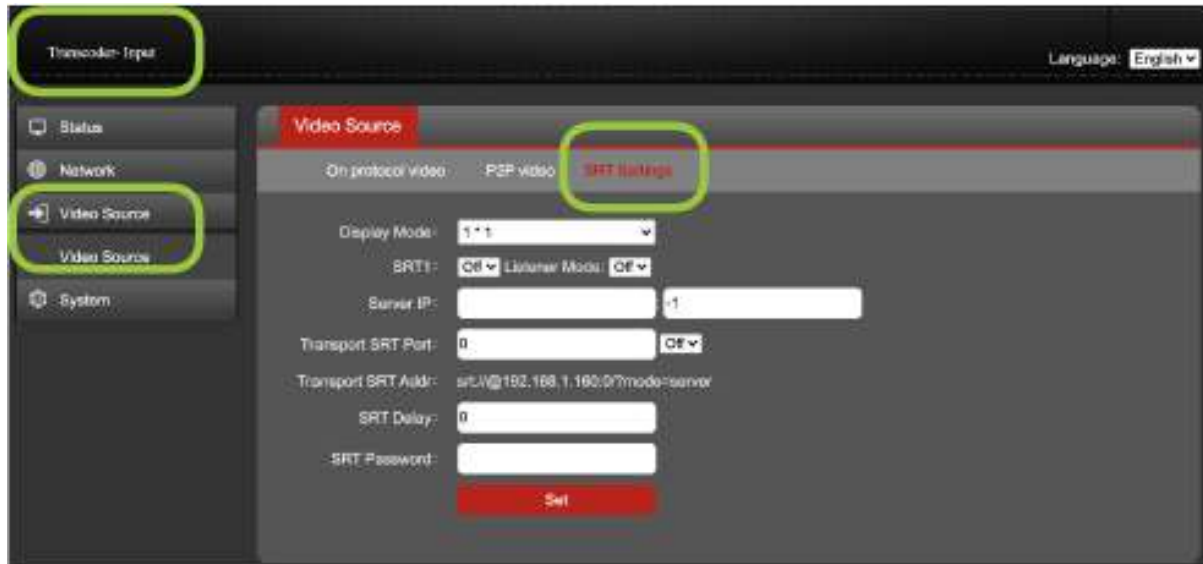 Transcoder-Input
Language: English
Status
Network
Video Source
Video Source
System
Video Source
On protocol video P2P video SRT Settings
Display Mode: 1 * 1
SRT1: Off Listener Mode: Off
Server IP: -1
Transport SRT Port: 0 Off
Transport SRT Addr: srt://@192.168.1.160:0/?mode=server
SRT Delay: 0
SRT Password:
Set